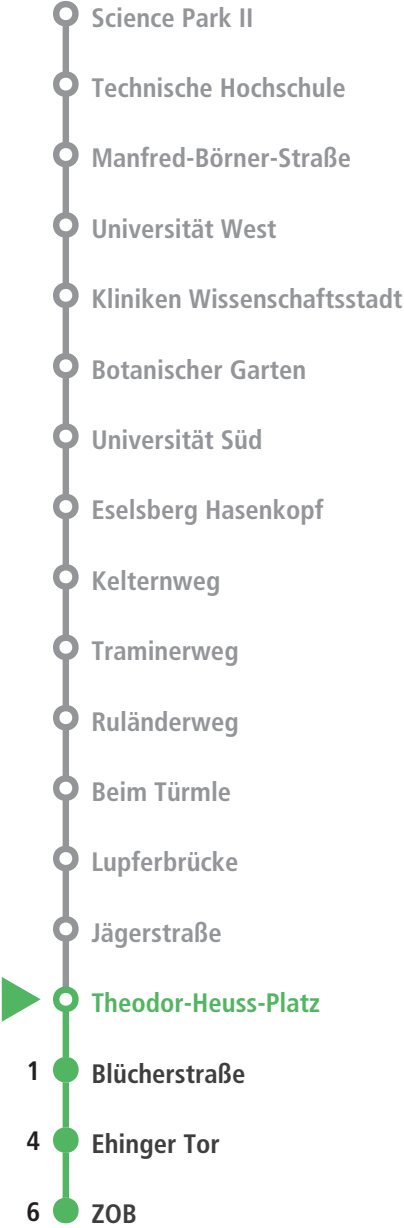 Science Park II
Technische Hochschule
Manfred-Börner-Straße
Universität West
Kliniken Wissenschaftsstadt
Botanischer Garten
Universität Süd
Eselsberg Hasenkopf
Kelternweg
Traminerweg
Ruländerweg
Beim Türmle
Lupferbrücke
Jägerstraße
Theodor-Heuss-Platz
1 Blücherstraße
4 Ehinger Tor
6 ZOB